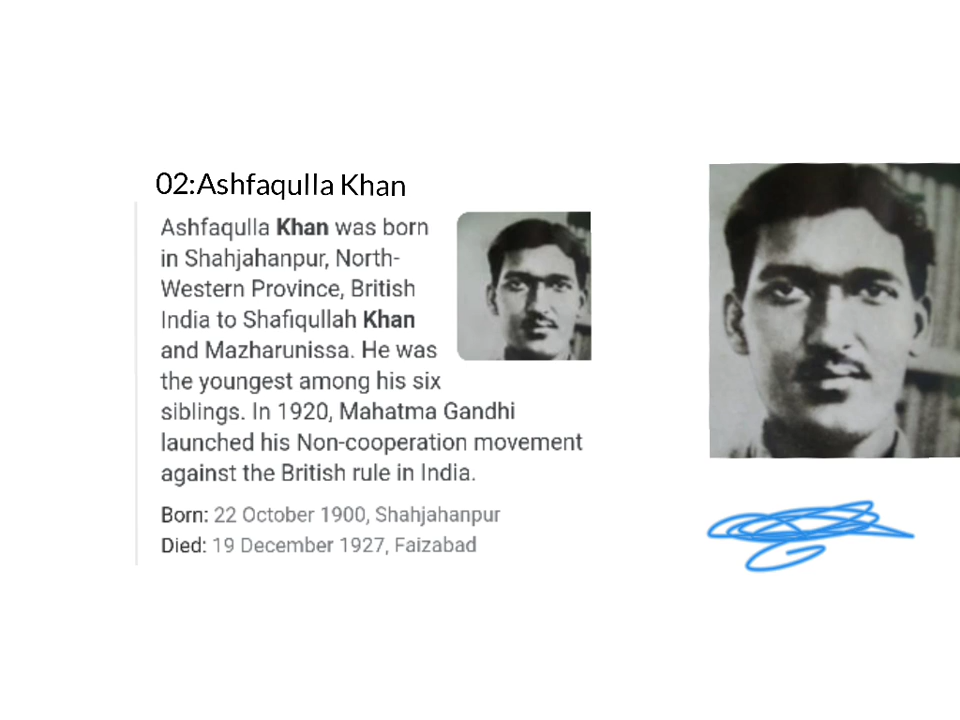 02:Ashfaqulla Khan
Ashfaqulla Khan was born
in Shahjahanpur, North-
Western Province, British
India to Shafiqullah Khan
and Mazharunissa. He was
the youngest among his six
siblings. In 1920, Mahatma Gandhi
launched his Non-cooperation movement
against the British rule in India.
Born: 22 October 1900, Shahjahanpur
Died: 19 December 1927, Faizabad